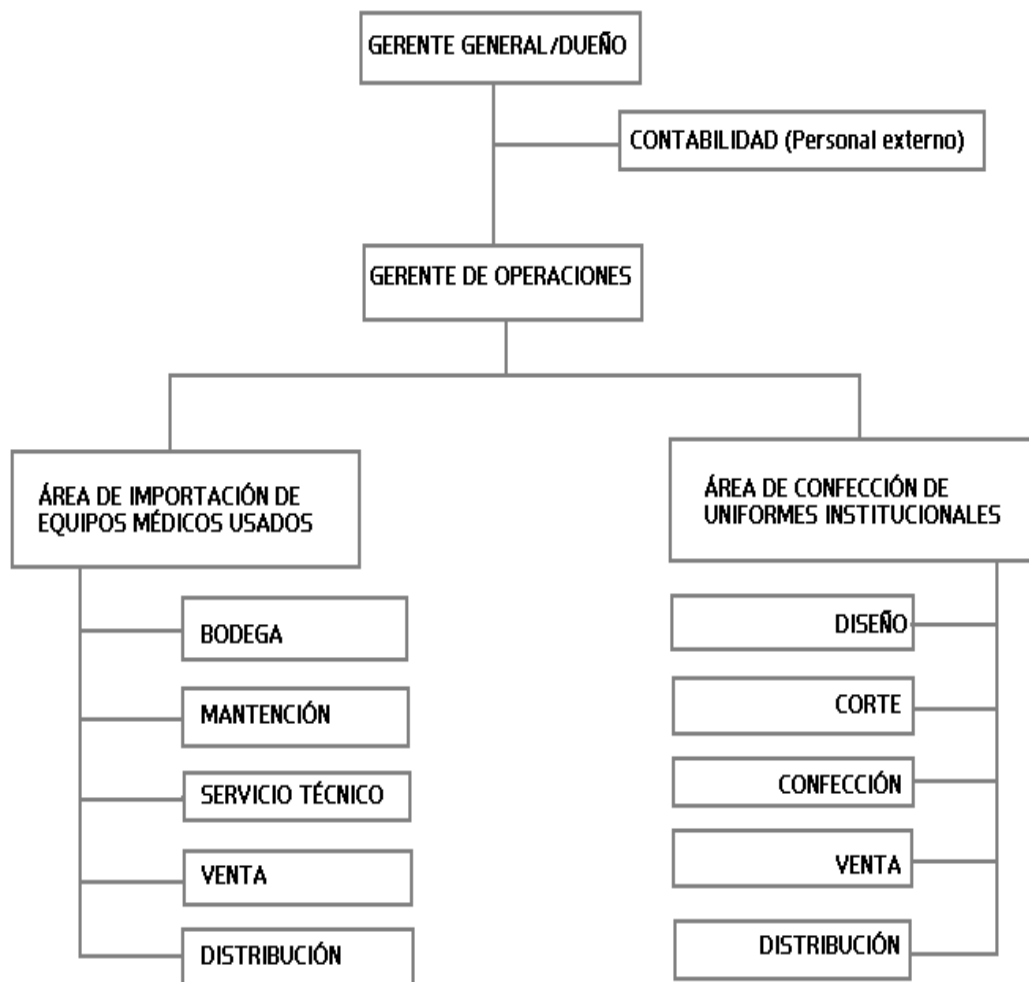 GERENTE GENERAL/DUEÑO
CONTABILIDAD (Personal externo)
GERENTE DE OPERACIONES
ÁREA DE IMPORTACIÓN DE
EQUIPOS MÉDICOS USADOS
BODEGA
MANTENCIÓN
SERVICIO TÉCNICO
VENTA
DISTRIBUCIÓN
ÁREA DE CONFECCIÓN DE
UNIFORMES INSTITUCIONALES
DISEÑO
CORTE
CONFECCIÓN
VENTA
DISTRIBUCIÓN